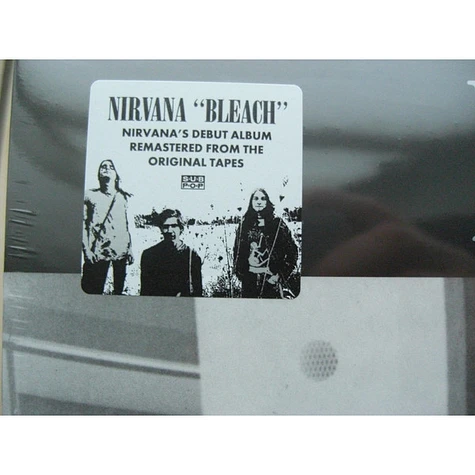 NIRVANA “BLEACH”
NIRVANA'S DEBUT ALBUM
REMASTERED FROM THE
ORIGINAL TAPES
SUB
POP